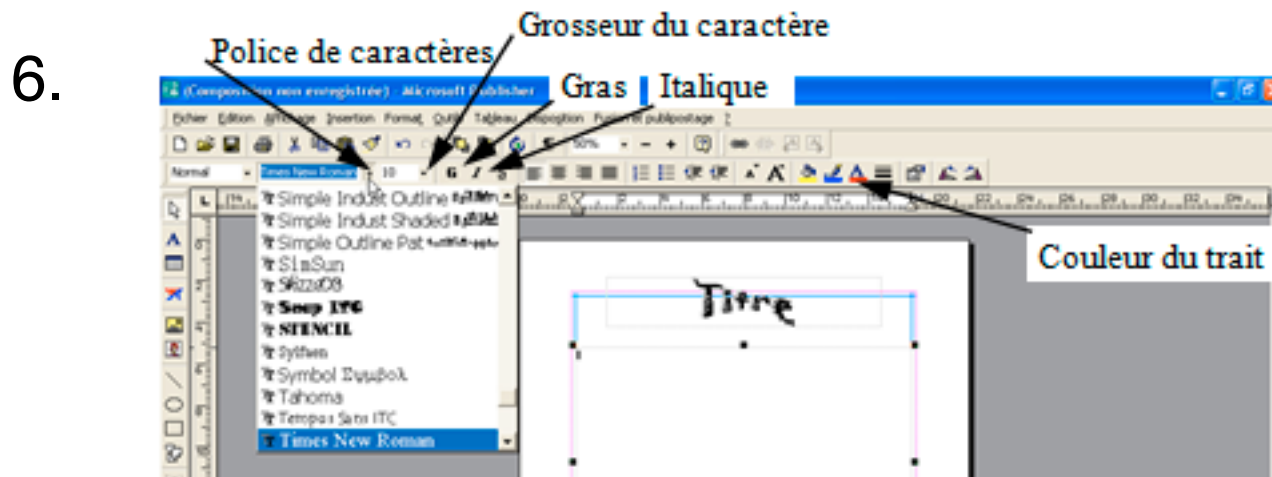 Grosseur du caractère
Police de caractères
6.
Gras Italique
(Composition non enregistrée) - Microsoft Publisher
Fichier Edition Affichage Insertion Format Outils Tableau Disposition Fusion et publipostage ?
50%
Normal Times New Roman 10 G I S
Simple Indust Outline
Simple Indust Shaded
Simple Outline Pat
SimSun
Couleur du trait
Snap ITC
STENCIL
Sylfaen
Symbol Συμβολ
Tahoma
Tempus Sans ITC
Times New Roman
Titre